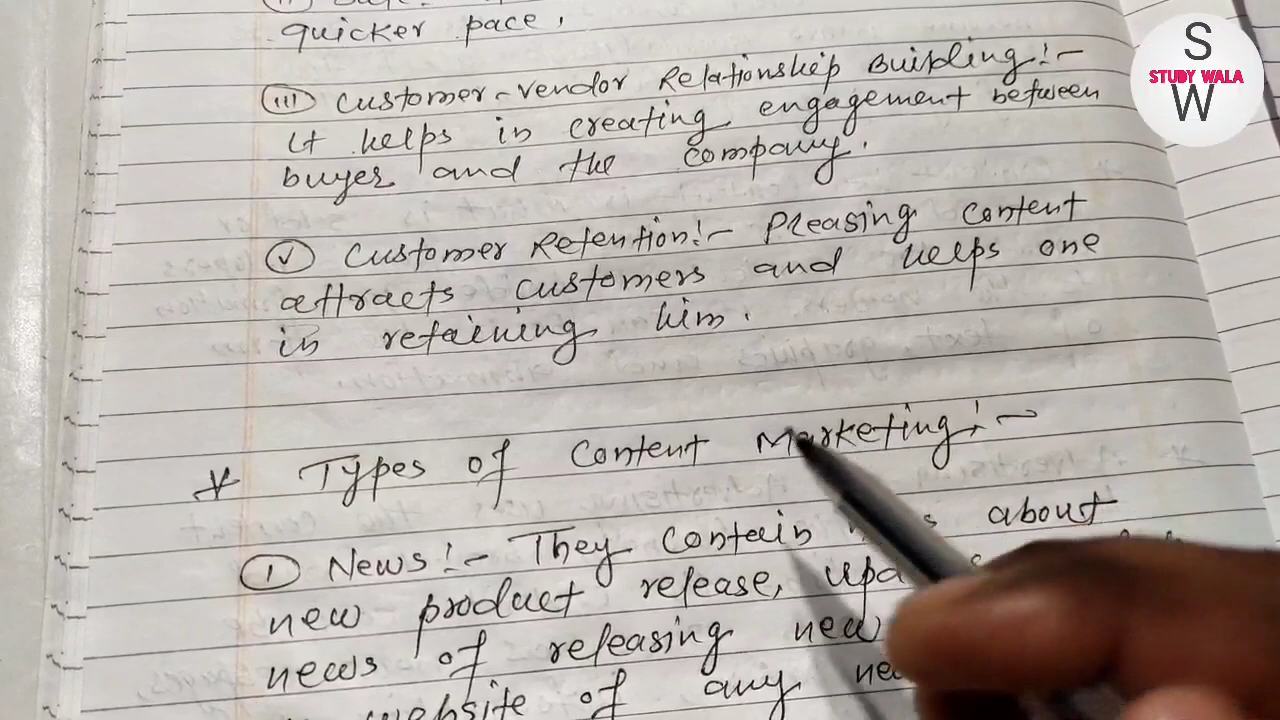 quicker pace,
(III) Customer-vendor Relationship Building:-
It helps in creating engagement between
buyer and the company.
(V) Customer Retention:- Pleasing content
attracts customers and helps one
in retaining him.
* Types of Content Marketing:-
(1) News:- They contain about
new product release,
news of releasing new
website of any
S
STUDY WALA
W